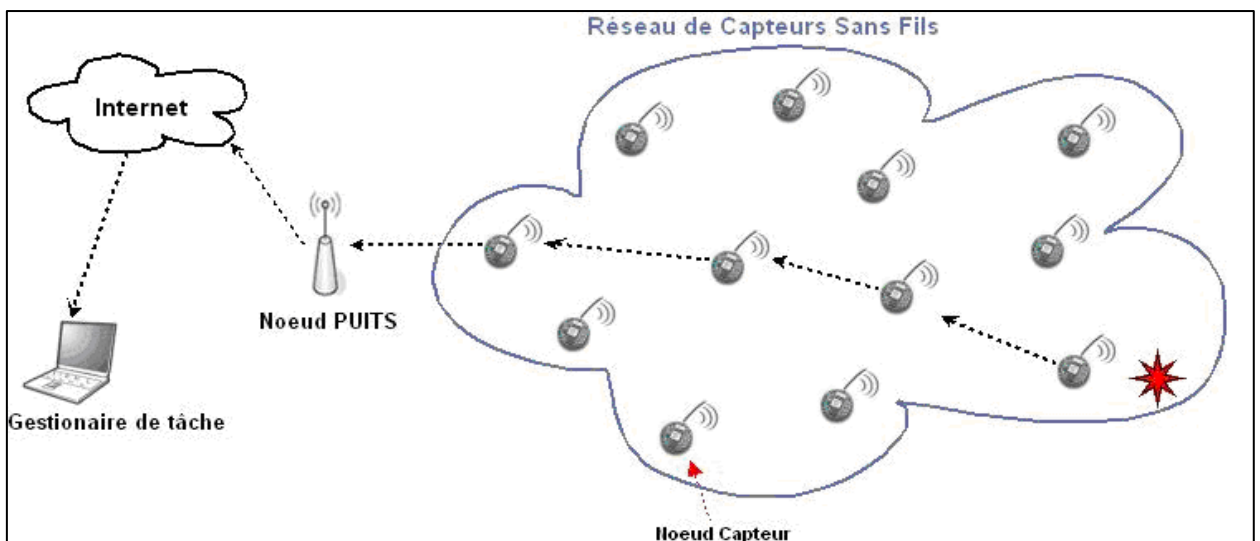 Réseau de Capteurs Sans Fils
Internet
Noeud PUITS
Gestionaire de tâche
Noeud Capteur